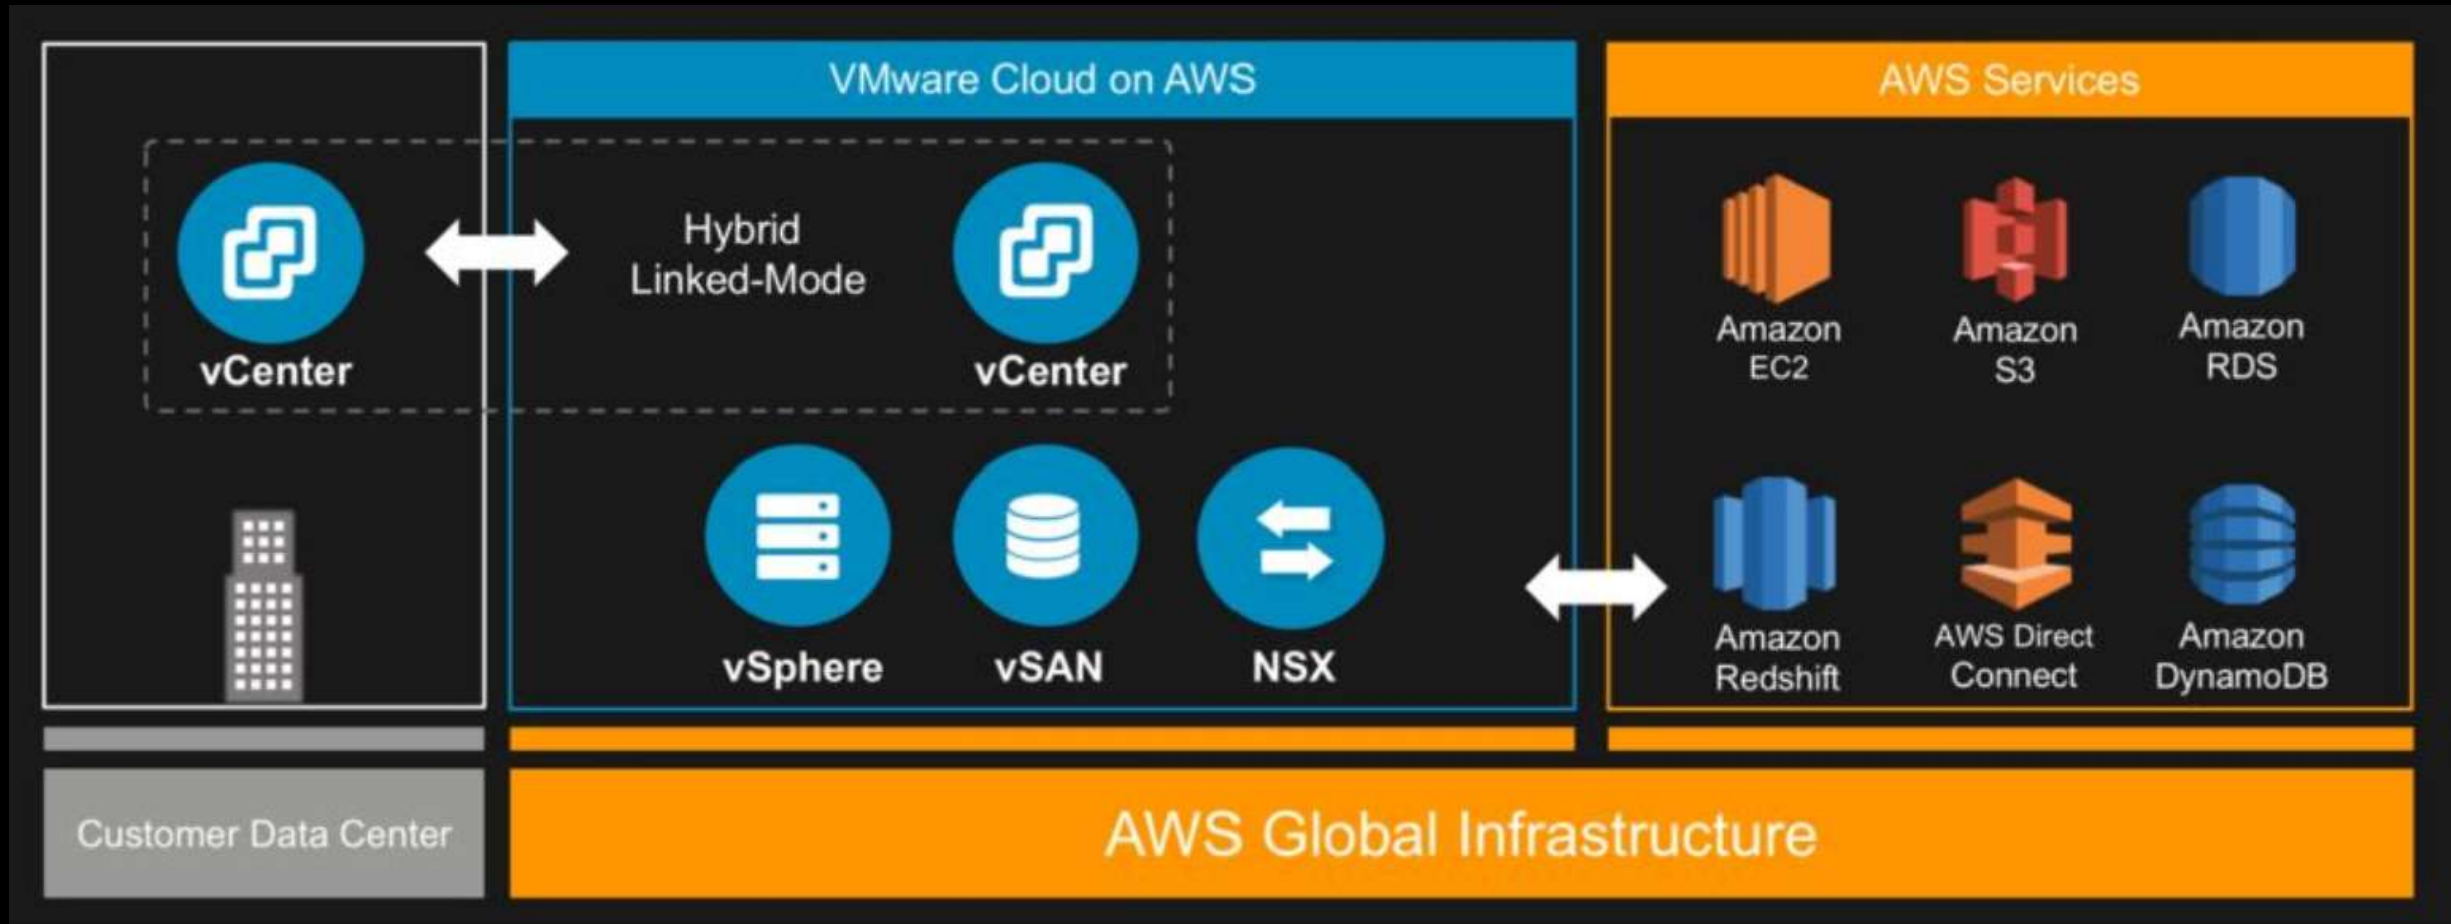 VMware Cloud on AWS
AWS Services
Hybrid
Linked-Mode
vCenter
vCenter
vSphere
vSAN
NSX
Amazon
EC2
Amazon
S3
Amazon
RDS
Amazon
Redshift
AWS Direct
Connect
Amazon
DynamoDB
Customer Data Center
AWS Global Infrastructure